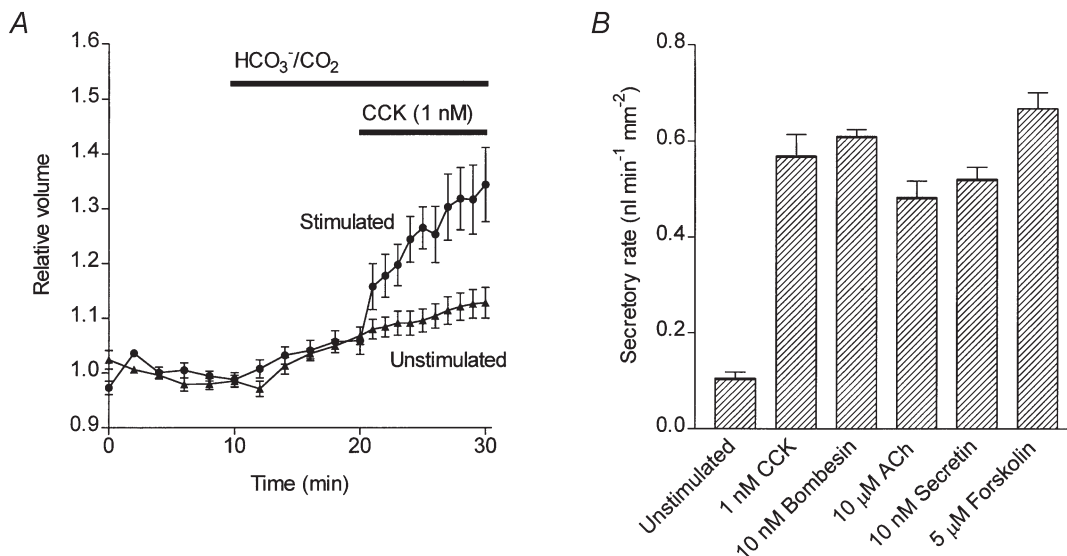 A
1.6
1.5
1.4
1.3
1.2
1.1
1.0
0.9
Relative volume
HCO₃⁻/CO₂
CCK (1 nM)
Stimulated
Unstimulated
0
10
20
30
Time (min)
B
0.8
0.6
0.4
0.2
0.0
Secretory rate (nl min⁻¹ mm⁻²)
Unstimulated
1 nM CCK
10 nM Bombesin
10 µM ACh
10 nM Secretin
5 µM Forskolin